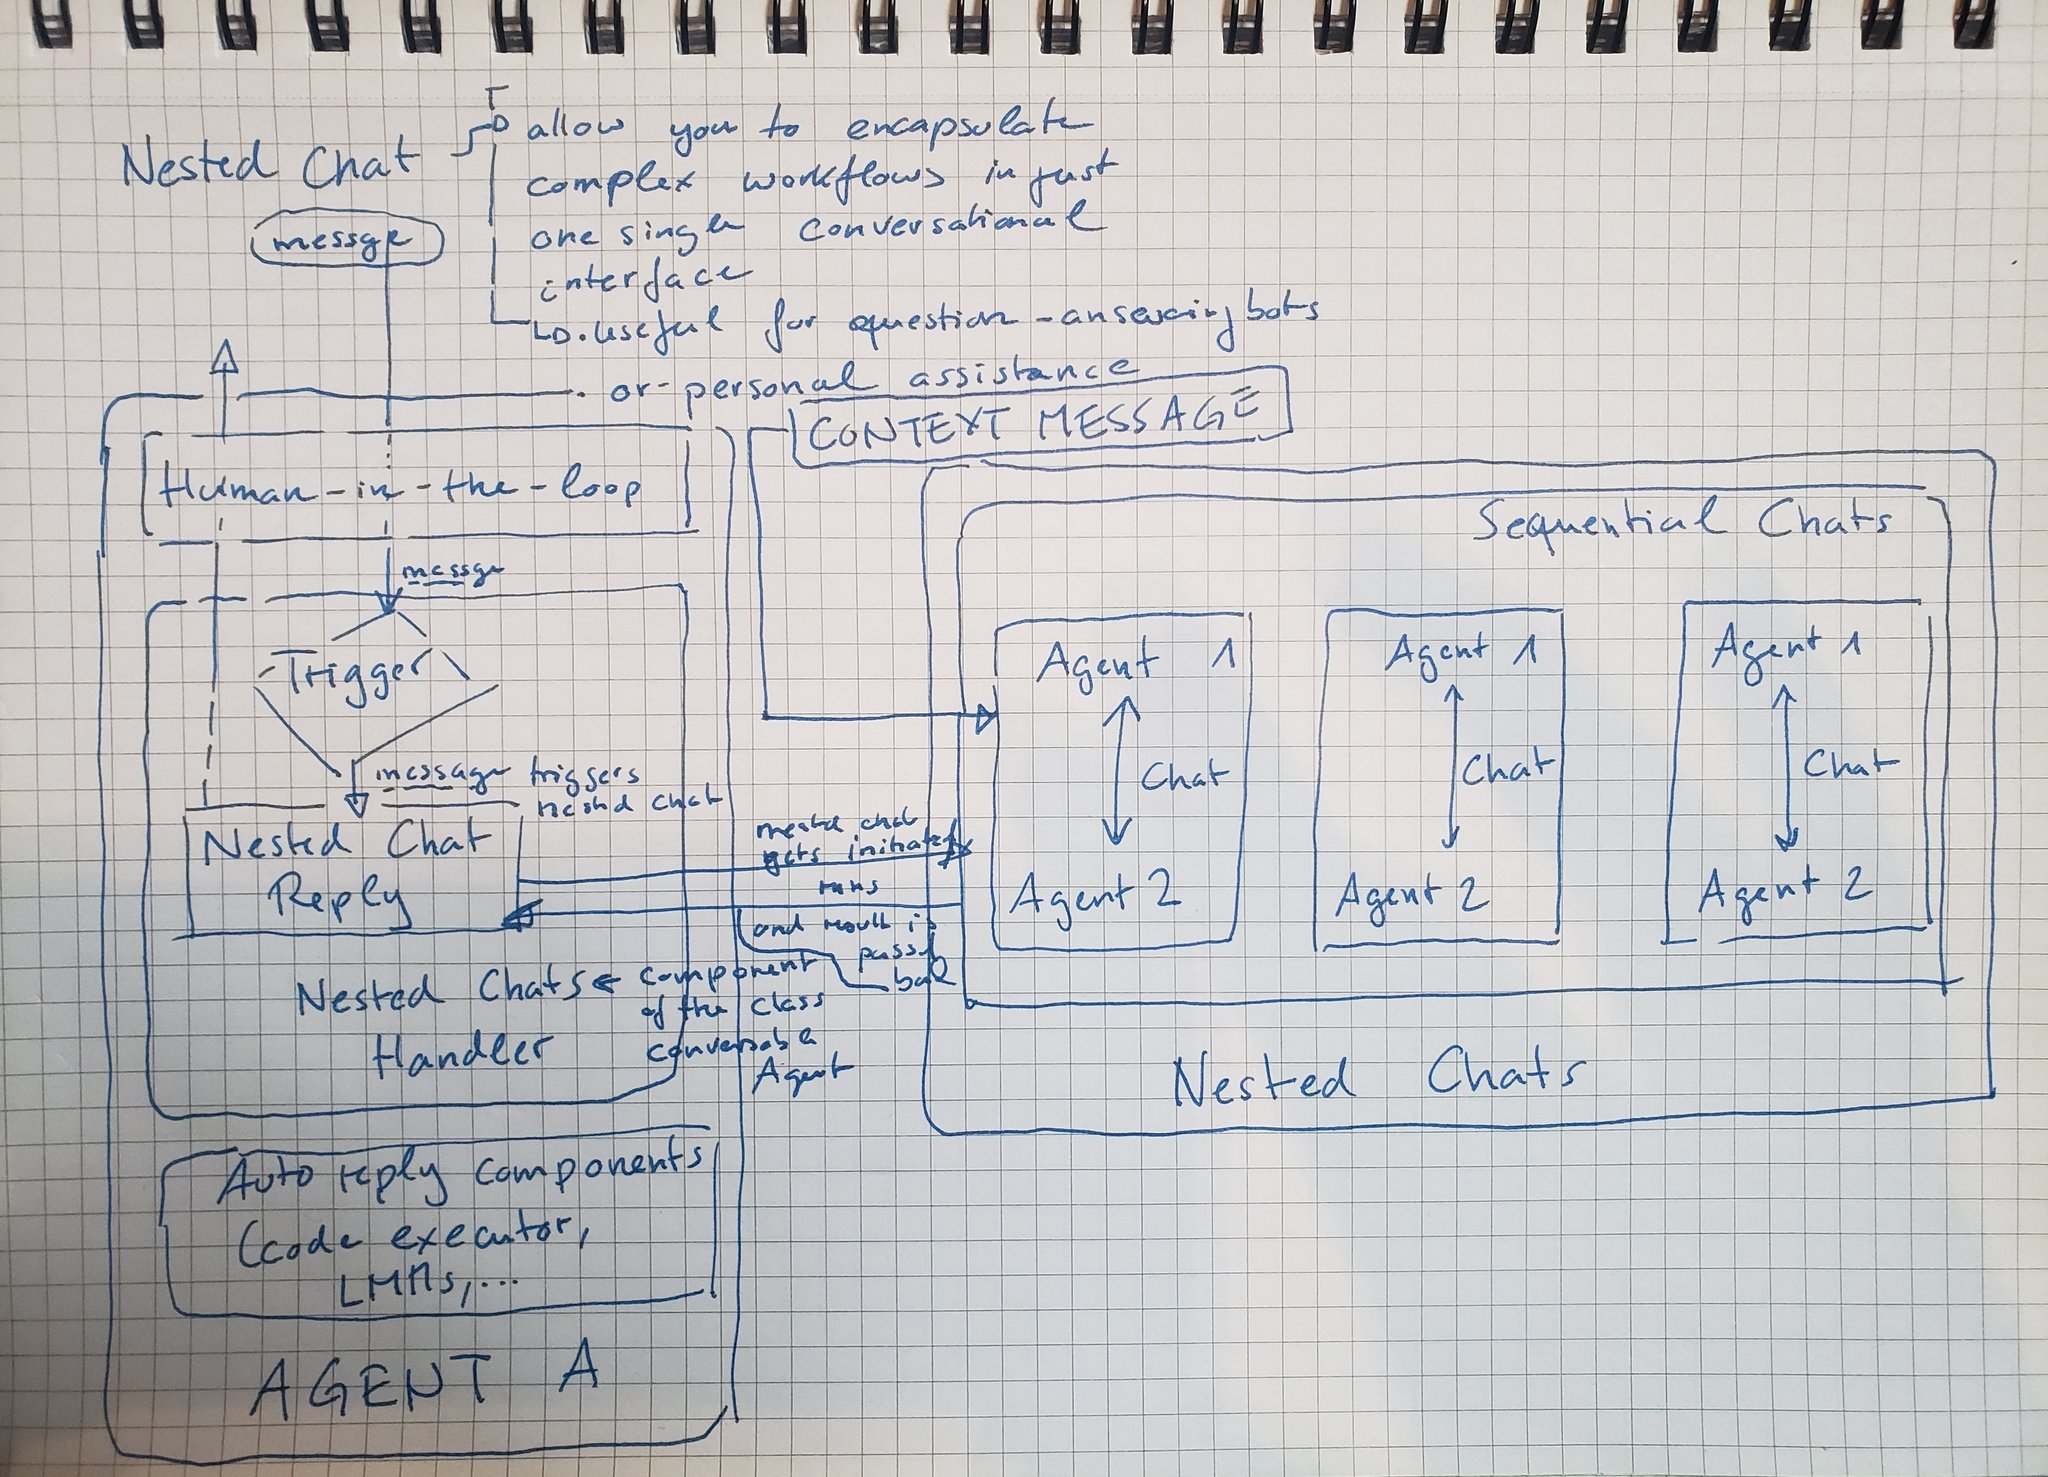 Nested Chat
allow you to encapsulate
complex workflows in just
one single conversational
interface
useful for question-answering bots
or personal assistance
messge
CONTEXT MESSAGE
Human-in-the-loop
messge
Trigger
message triggers
nested chat
Nested Chat
Reply
nested chat
gets initiated
runs
and result is
passed
back
Nested Chats
Handler
component
of the class
conversable
Agent
Auto reply components
(code executor,
LMMs,...
AGENT A
Sequential Chats
Agent 1
Chat
Agent 2
Agent 1
Chat
Agent 2
Agent 1
Chat
Agent 2
Nested Chats